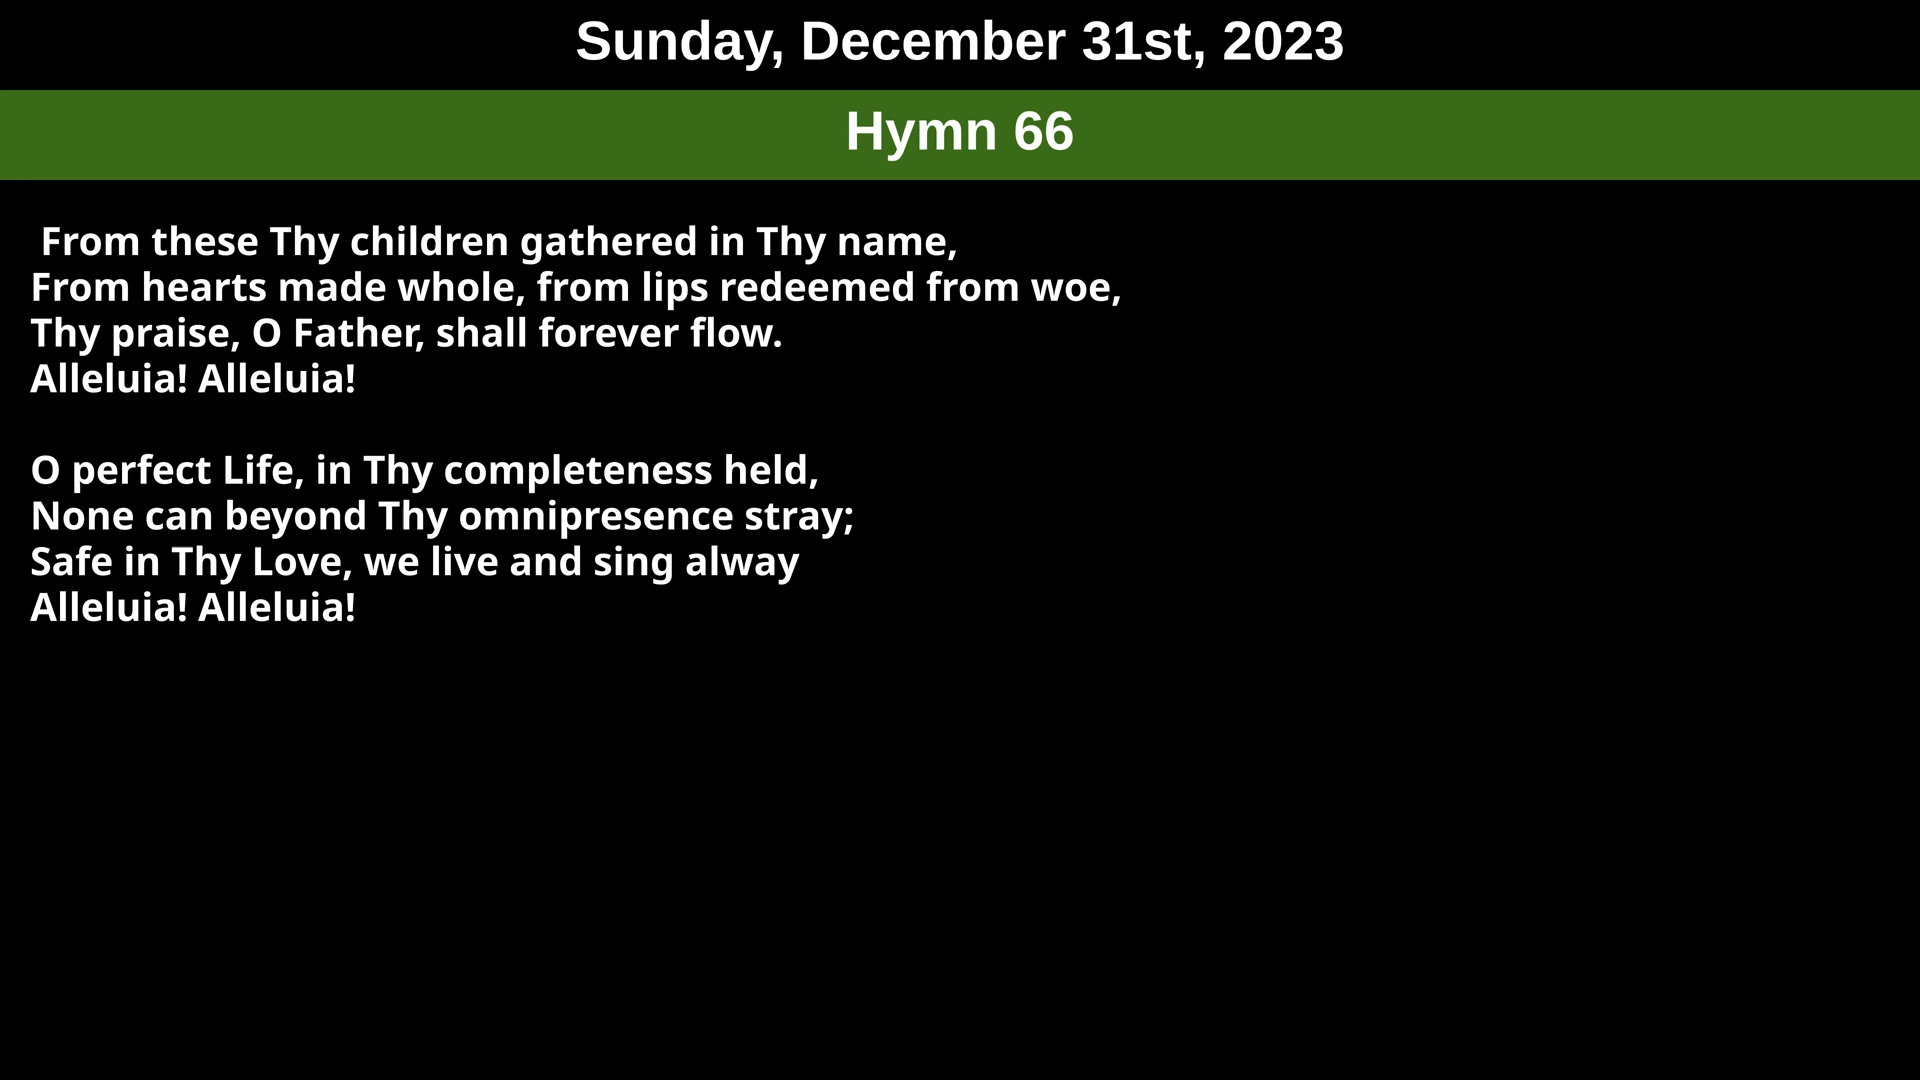 Sunday, December 31st, 2023
Hymn 66
From these Thy children gathered in Thy name,
From hearts made whole, from lips redeemed from woe,
Thy praise, O Father, shall forever flow.
Alleluia! Alleluia!
O perfect Life, in Thy completeness held,
None can beyond Thy omnipresence stray;
Safe in Thy Love, we live and sing alway
Alleluia! Alleluia!